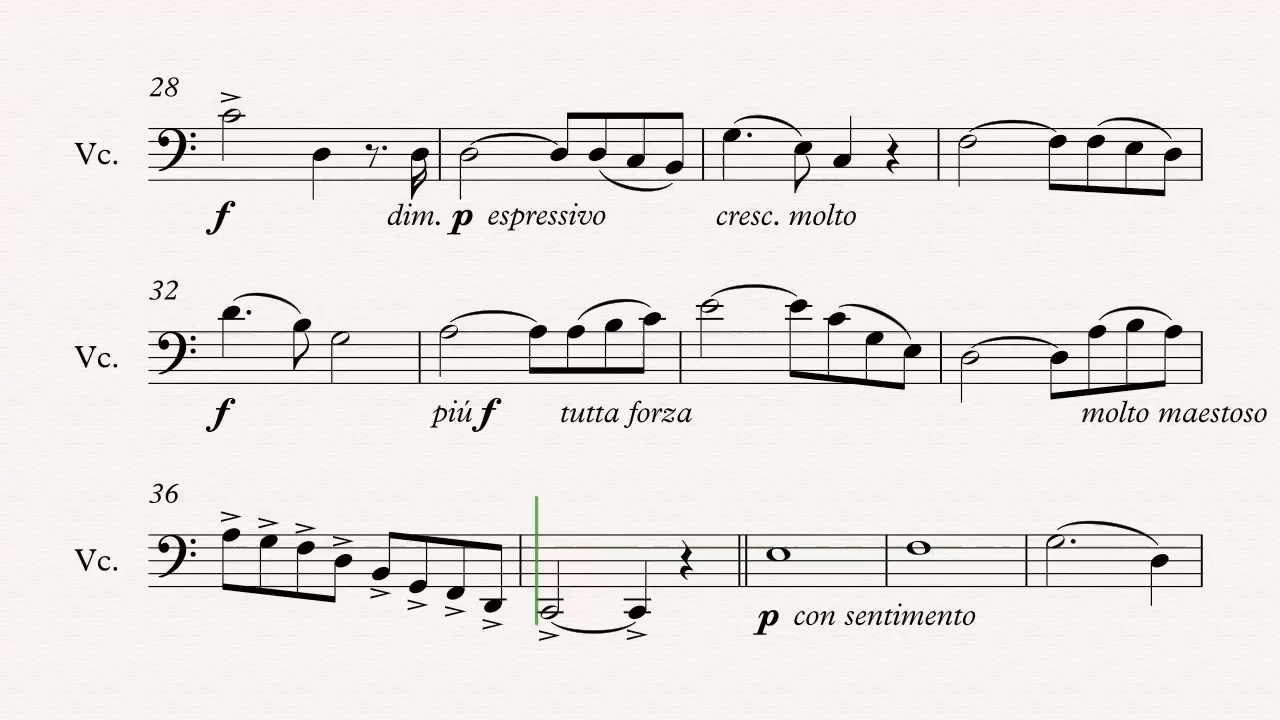 28
Vc.
f dim. p espressivo cresc. molto
32
Vc.
f piú f tutta forza molto maestoso
36
Vc.
p con sentimento